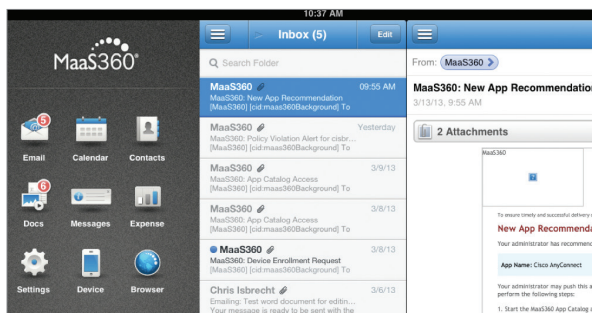 10:37 AM
MaaS360®
5
Email
Calendar
Contacts
6
Docs
Messages
Expense
Settings
Device
Browser
Inbox (5)
Edit
Search Folder
MaaS360
09:55 AM
MaaS360: New App Recommendation
[MaaS360] [cid:maas360Background] To
MaaS360
Yesterday
MaaS360: Policy Violation Alert for cisbr...
[MaaS360] [cid:maas360Background] To
MaaS360
3/9/13
MaaS360: App Catalog Access
[MaaS360] [cid:maas360Background] To
MaaS360
3/8/13
MaaS360: App Catalog Access
[MaaS360] [cid:maas360Background] To
MaaS360
3/8/13
MaaS360: Device Enrollment Request
[MaaS360] [cid:maas360Background] To
Chris Isbrecht
3/6/13
Emailing: Test word document for editin...
Your message is ready to be sent with the
From: MaaS360
MaaS360: New App Recommendation
3/13/13, 9:55 AM
2 Attachments
MaaS360
To ensure timely and successful delivery
New App Recommenda
Your administrator has recommend
App Name: Cisco AnyConnect
Your administrator may push this a
perform the following steps:
1. Start the MaaS360 App Catalog a